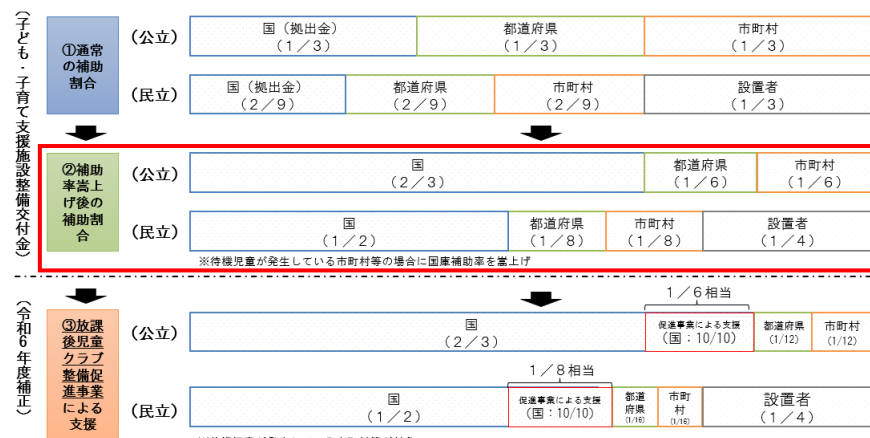 （子ども・子育て支援施設整備交付金）
①通常
の補助
割合
（公立）
国（拠出金）
（１／３）
都道府県
（１／３）
市町村
（１／３）
（民立）
国（拠出金）
（２／９）
都道府県
（２／９）
市町村
（２／９）
設置者
（１／３）
②補助
率嵩上
げ後の
補助割
合
（公立）
国
（２／３）
都道府県
（１／６）
市町村
（１／６）
（民立）
国
（１／２）
都道府県
（１／８）
市町村
（１／８）
設置者
（１／４）
※待機児童が発生している市町村等の場合に国庫補助率を嵩上げ
（令和６年度補正）
③放課
後児童
クラブ
整備促
進事業
による
支援
１／６相当
（公立）
国
（２／３）
促進事業による支援
（国：10/10）
都道府県
（1/12）
市町村
（1/12）
１／８相当
（民立）
国
（１／２）
促進事業による支援
（国：10/10）
都道
府県
（1/16）
市町
村
（1/16）
設置者
（１／４）